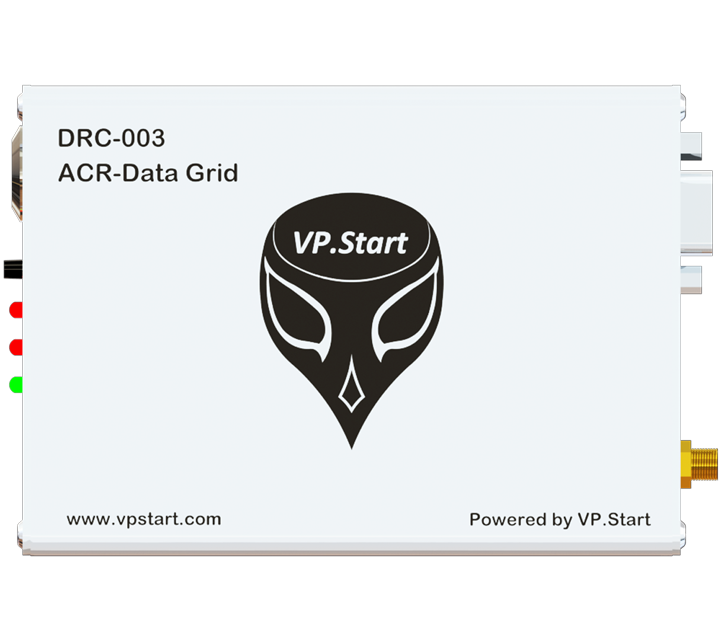 DRC-003
ACR-Data Grid
VP.Start
www.vpstart.com
Powered by VP.Start